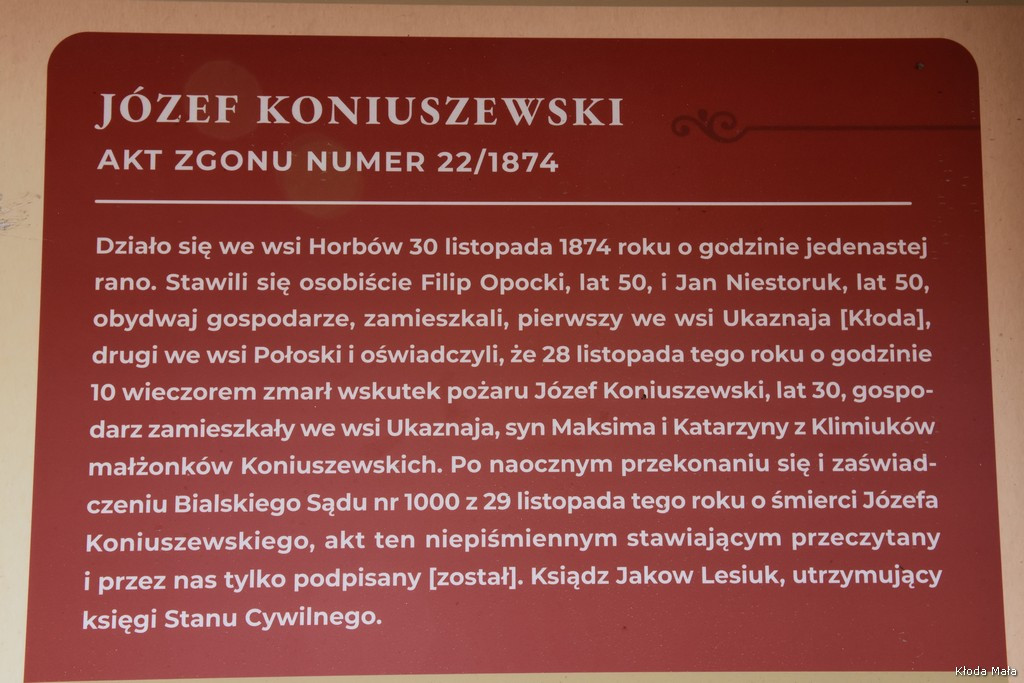 JÓZEF KONIUSZEWSKI
AKT ZGONU NUMER 22/1874
Działo się we wsi Horbów 30 listopada 1874 roku o godzinie jedenastej
rano. Stawili się osobiście Filip Opocki, lat 50, i Jan Niestoruk, lat 50,
obydwaj gospodarze, zamieszkali, pierwszy we wsi Ukaznaja [Kłoda],
drugi we wsi Połoski i oświadczyli, że 28 listopada tego roku o godzinie
10 wieczorem zmarł wskutek pożaru Józef Koniuszewski, lat 30, gospo-
darz zamieszkały we wsi Ukaznaja, syn Maksima i Katarzyny z Klimiuków
małżonków Koniuszewskich. Po naocznym przekonaniu się i zaświad-
czeniu Bialskiego Sądu nr 1000 z 29 listopada tego roku o śmierci Józefa
Koniuszewskiego, akt ten niepiśmiennym stawiającym przeczytany
i przez nas tylko podpisany [został]. Ksiądz Jakow Lesiuk, utrzymujący
księgi Stanu Cywilnego.
Kłoda Mała